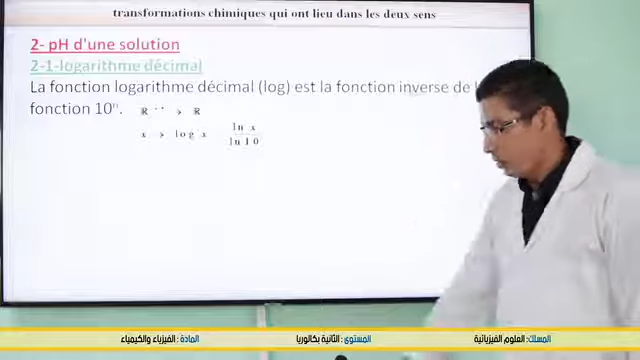 transformations chimiques qui ont lieu dans les deux sens
2- pH d'une solution
2-1-logarithme décimal
La fonction logarithme décimal (log) est la fonction inverse de
fonction 10ⁿ. ℝ → ℝ
x → log x ln x
ln 10
المسلك: العلوم الفيزيائية المستوى: الثانية بكالوريا المادة: الفيزياء والكيمياء